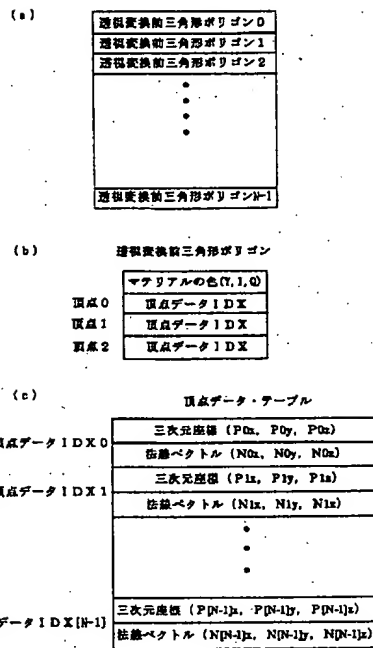 (a)
透視変換前三角形ポリゴン0
透視変換前三角形ポリゴン1
透視変換前三角形ポリゴン2
透視変換前三角形ポリゴンN-1
(b)
透視変換前三角形ポリゴン
マテリアルの色(Y,I,Q)
頂点0 頂点データIDX
頂点1 頂点データIDX
頂点2 頂点データIDX
(c)
頂点データ・テーブル
頂点データIDX0 三次元座標 (P0x, P0y, P0z)
法線ベクトル (N0x, N0y, N0z)
頂点データIDX1 三次元座標 (P1x, P1y, P1z)
法線ベクトル (N1x, N1y, N1z)
データIDX[N-1] 三次元座標 (P[N-1]x, P[N-1]y, P[N-1]z)
法線ベクトル (N[N-1]x, N[N-1]y, N[N-1]z)